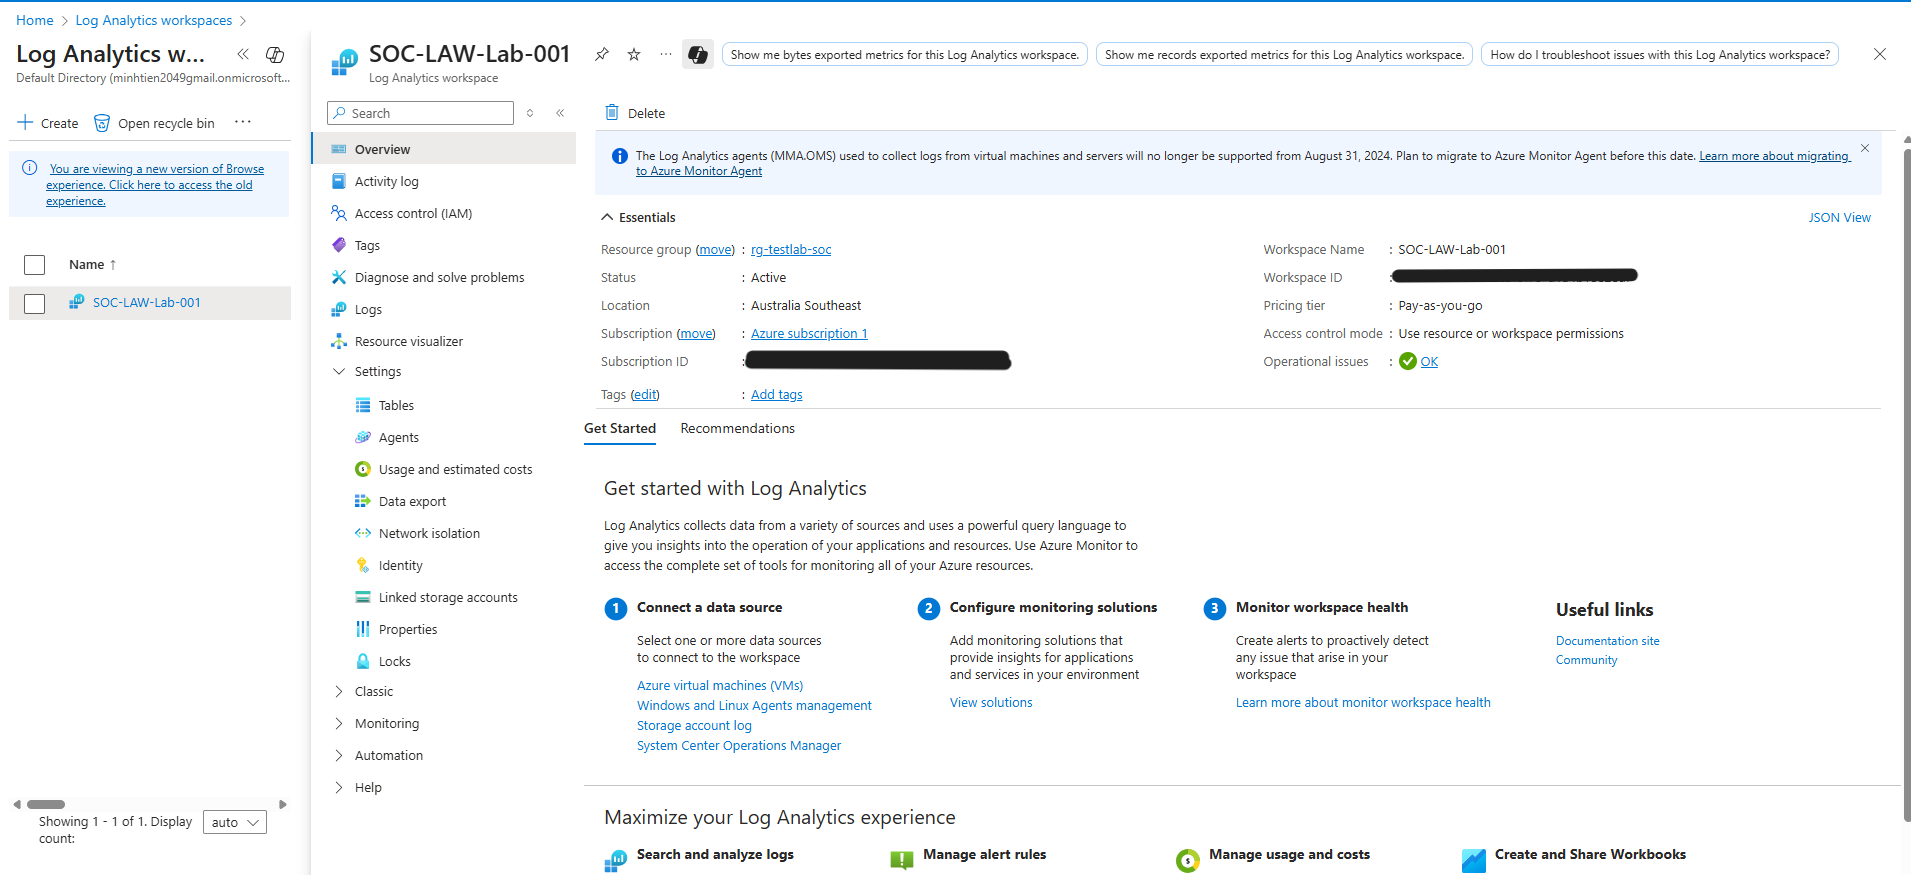 Home > Log Analytics workspaces >
Log Analytics w...
Default Directory (minhtien2049gmail.onmicrosoft...
Create
Open recycle bin
You are viewing a new version of Browse
experience. Click here to access the old
experience.
Name ↑
SOC-LAW-Lab-001
Showing 1 - 1 of 1. Display
count:
auto
SOC-LAW-Lab-001
Log Analytics workspace
Show me bytes exported metrics for this Log Analytics workspace.
Show me records exported metrics for this Log Analytics workspace.
How do I troubleshoot issues with this Log Analytics workspace?
Search
Overview
Activity log
Access control (IAM)
Tags
Diagnose and solve problems
Logs
Resource visualizer
Settings
Tables
Agents
Usage and estimated costs
Data export
Network isolation
Identity
Linked storage accounts
Properties
Locks
Classic
Monitoring
Automation
Help
Delete
The Log Analytics agents (MMA.OMS) used to collect logs from virtual machines and servers will no longer be supported from August 31, 2024. Plan to migrate to Azure Monitor Agent before this date. Learn more about migrating
to Azure Monitor Agent
Essentials
JSON View
Resource group (move) : rg-testlab-soc
Status : Active
Location : Australia Southeast
Subscription (move) : Azure subscription 1
Subscription ID :
Tags (edit) : Add tags
Workspace Name : SOC-LAW-Lab-001
Workspace ID :
Pricing tier : Pay-as-you-go
Access control mode : Use resource or workspace permissions
Operational issues : OK
Get Started
Recommendations
Get started with Log Analytics
Log Analytics collects data from a variety of sources and uses a powerful query language to
give you insights into the operation of your applications and resources. Use Azure Monitor to
access the complete set of tools for monitoring all of your Azure resources.
1 Connect a data source
Select one or more data sources
to connect to the workspace
Azure virtual machines (VMs)
Windows and Linux Agents management
Storage account log
System Center Operations Manager
2 Configure monitoring solutions
Add monitoring solutions that
provide insights for applications
and services in your environment
View solutions
3 Monitor workspace health
Create alerts to proactively detect
any issue that arise in your
workspace
Learn more about monitor workspace health
Useful links
Documentation site
Community
Maximize your Log Analytics experience
Search and analyze logs
Manage alert rules
Manage usage and costs
Create and Share Workbooks